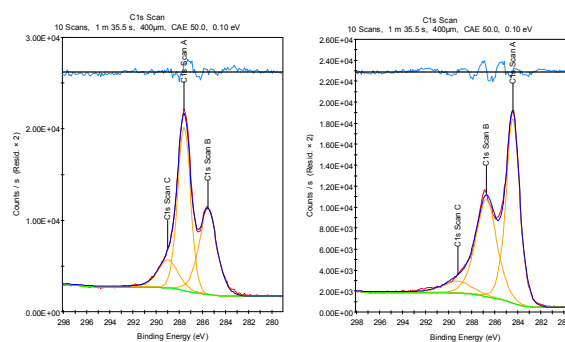 C1s Scan
10 Scans, 1 m 35.5 s, 400µm, CAE 50.0, 0.10 eV
3.00E+04
2.00E+04
1.00E+04
0.00E+00
Counts / s (Resid. × 2)
C1s Scan A
C1s Scan B
C1s Scan C
298 296 294 292 290 288 286 284 282 280
Binding Energy (eV)
C1s Scan
10 Scans, 1 m 35.5 s, 400µm, CAE 50.0, 0.10 eV
2.60E+04
2.40E+04
2.20E+04
2.00E+04
1.80E+04
1.60E+04
1.40E+04
1.20E+04
1.00E+04
8.00E+03
6.00E+03
4.00E+03
2.00E+03
0.00E+00
Counts / s (Resid. × 2)
C1s Scan A
C1s Scan B
C1s Scan C
298 296 294 292 290 288 286 284 282 280
Binding Energy (eV)